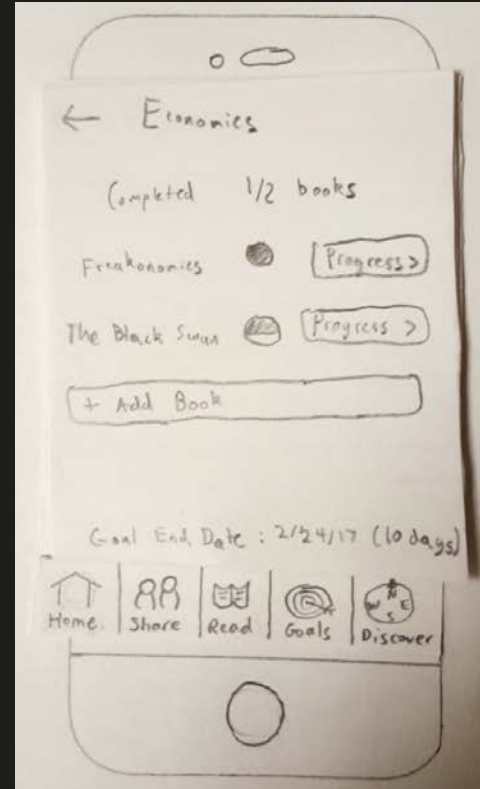 ← Economics
Completed 1/2 books
Freakonomics Progress >
The Black Swan Progress >
+ Add Book
Goal End Date : 2/24/17 (10 days)
Home Share Read Goals Discover
N
W E
S